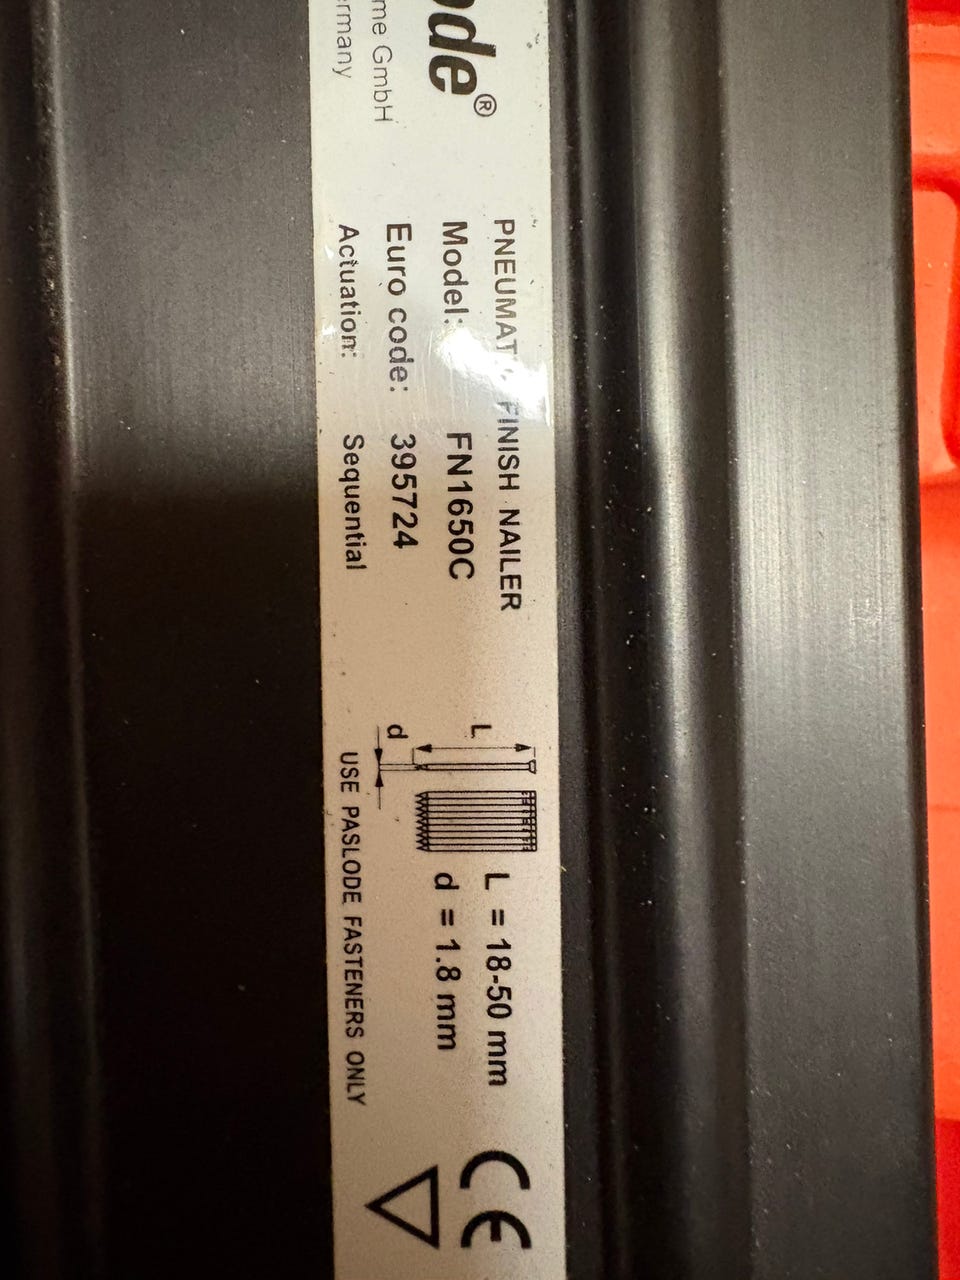 ode®
me GmbH
rmany
PNEUMATIC FINISH NAILER
Model: FN1650C
Euro code: 395724
Actuation: Sequential
L
d
L = 18-50 mm
d = 1.8 mm
USE PASLODE FASTENERS ONLY
CE